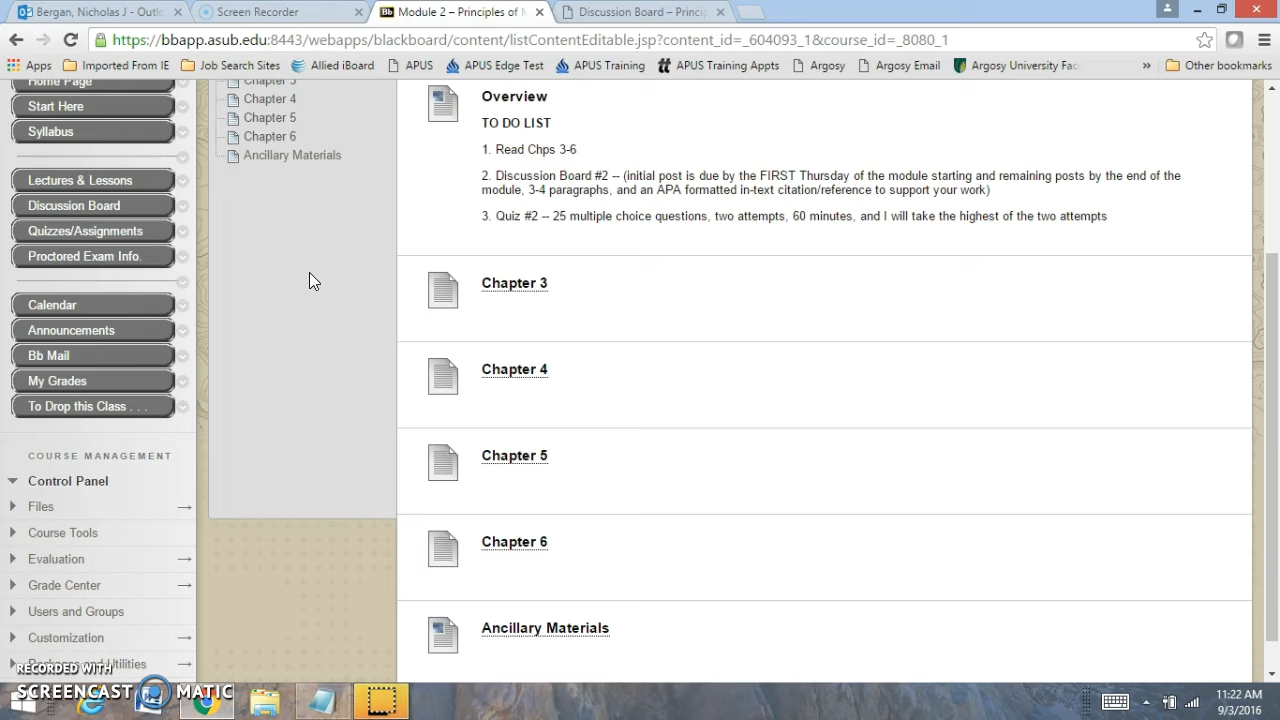 Bergan, Nicholas J - Outlo
Screen Recorder
Bb Module 2 – Principles of M
Discussion Board – Princip
https://bbapp.asub.edu:8443/webapps/blackboard/content/listContentEditable.jsp?content_id=_604093_1&course_id=_8080_1
Apps
Imported From IE
Job Search Sites
Allied iBoard
APUS
APUS Edge Test
APUS Training
APUS Training Appts
Argosy
Argosy Email
Argosy University Fac
»
Other bookmarks
Home Page
Start Here
Syllabus
Lectures & Lessons
Discussion Board
Quizzes/Assignments
Proctored Exam Info.
Calendar
Announcements
Bb Mail
My Grades
To Drop this Class . . .
COURSE MANAGEMENT
Control Panel
Files
Course Tools
Evaluation
Grade Center
Users and Groups
Customization
Packages and Utilities
Chapter 3
Chapter 4
Chapter 5
Chapter 6
Ancillary Materials
Overview
TO DO LIST
1. Read Chps 3-6
2. Discussion Board #2 -- (initial post is due by the FIRST Thursday of the module starting and remaining posts by the end of the
module, 3-4 paragraphs, and an APA formatted in-text citation/reference to support your work)
3. Quiz #2 -- 25 multiple choice questions, two attempts, 60 minutes, and I will take the highest of the two attempts
Chapter 3
Chapter 4
Chapter 5
Chapter 6
Ancillary Materials
RECORDED WITH
SCREENCAST MATIC
11:22 AM
9/3/2016